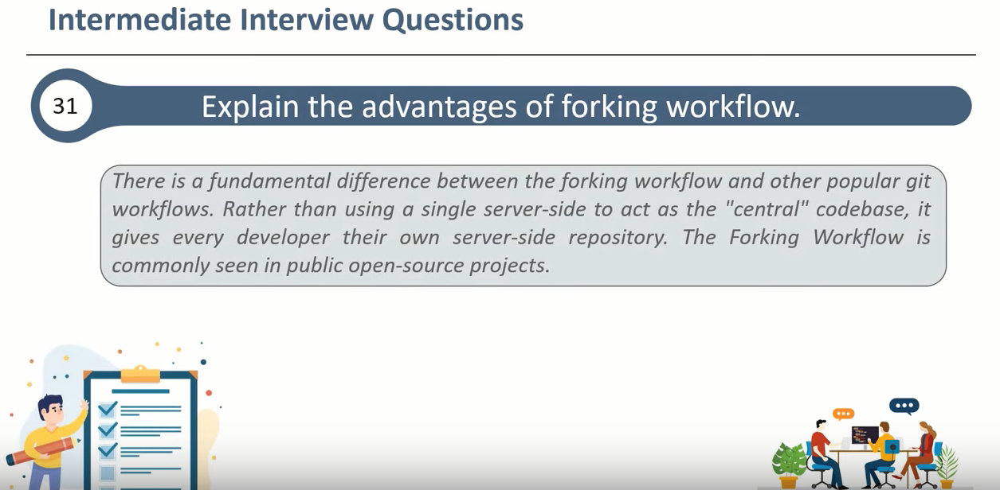 Intermediate Interview Questions
31
Explain the advantages of forking workflow.
There is a fundamental difference between the forking workflow and other popular git
workflows. Rather than using a single server-side to act as the "central" codebase, it
gives every developer their own server-side repository. The Forking Workflow is
commonly seen in public open-source projects.